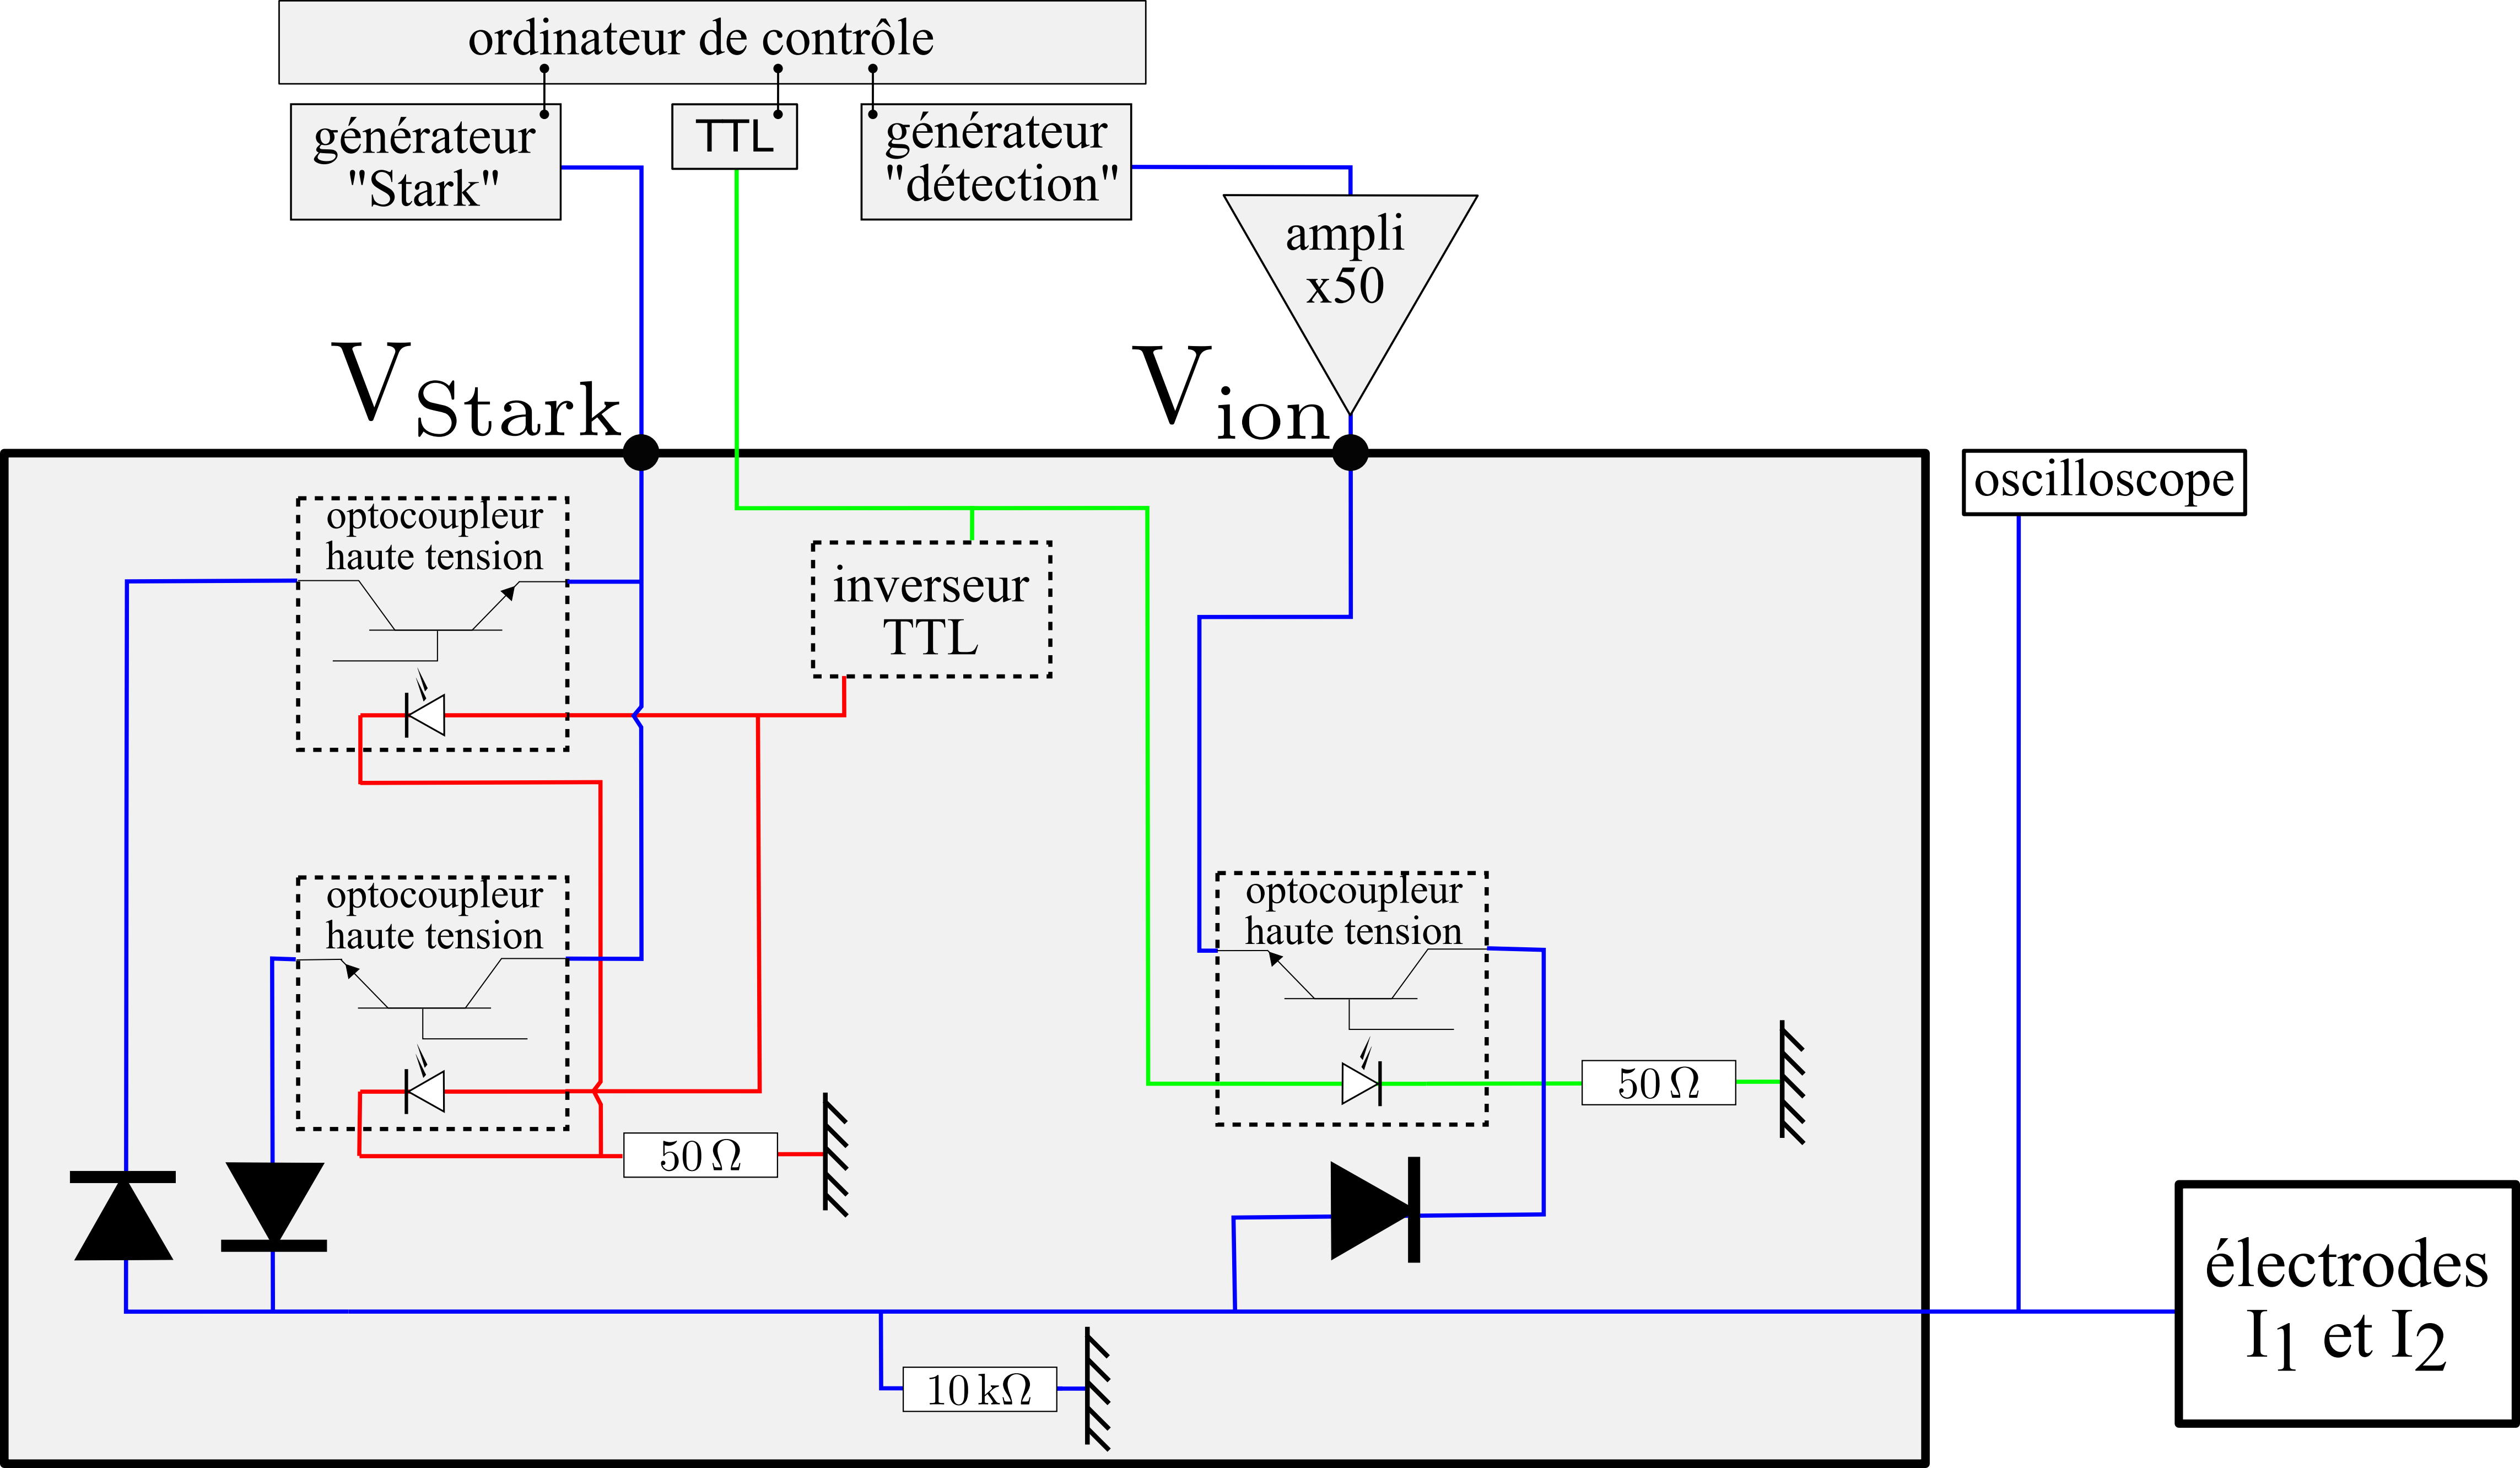 ordinateur de contrôle
générateur
"Stark"
TTL
générateur
"détection"
ampli
x50
VStark
Vion
oscilloscope
optocoupleur
haute tension
inverseur
TTL
optocoupleur
haute tension
optocoupleur
haute tension
50 Ω
50 Ω
électrodes
I1 et I2
10 kΩ